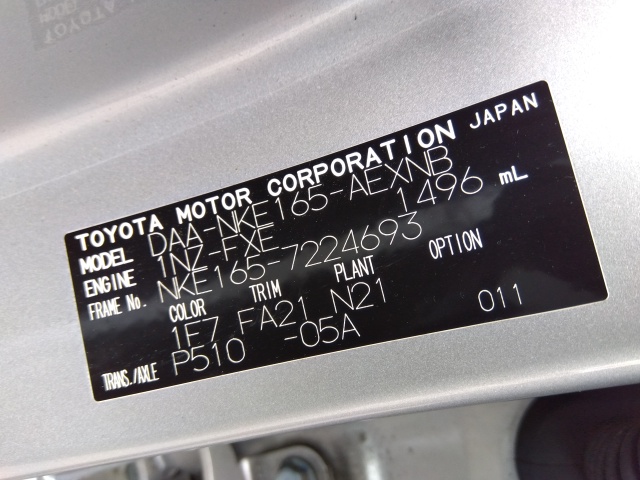 TOYOTA MOTOR CORPORATION JAPAN
MODEL DAA-NKE165-AEXNB
ENGINE 1NZ-FXE 1496 mL
FRAME No. NKE165-7224693
COLOR TRIM PLANT OPTION
1F7 FA21 N21 011
TRANS./AXLE P510 -05A